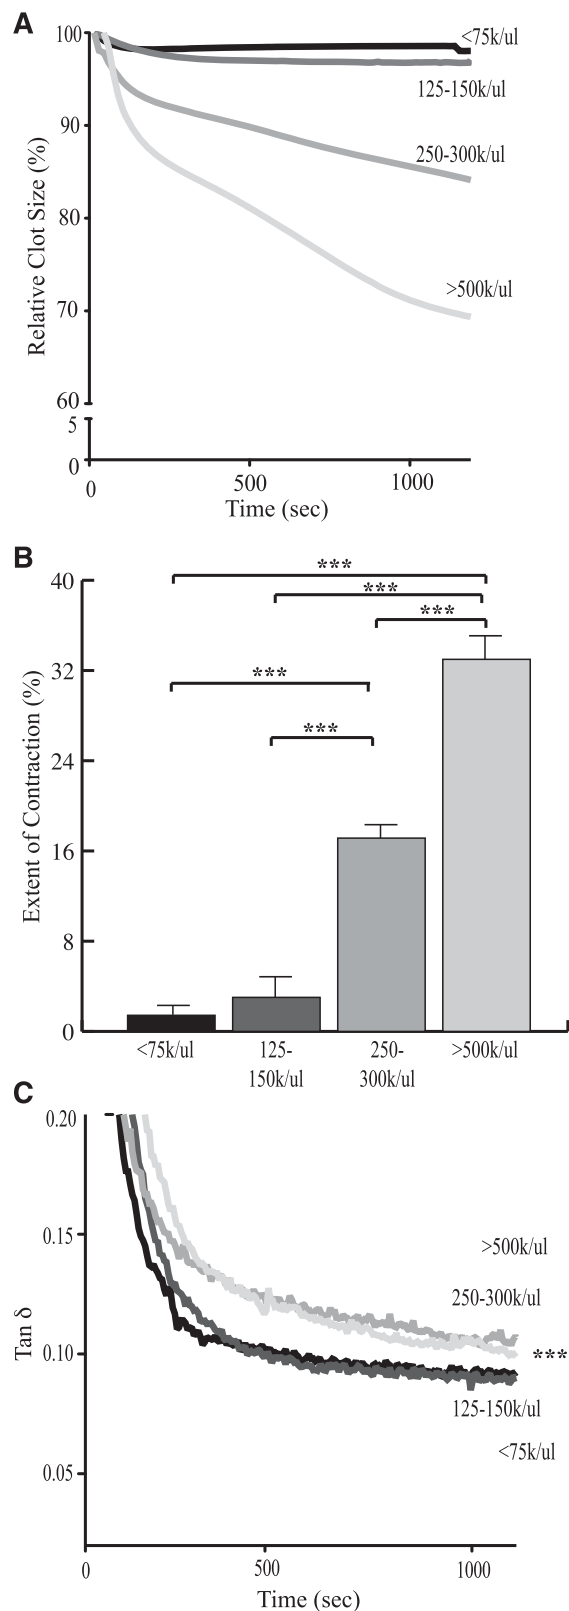 A
100
90
80
70
60
5
0
Relative Clot Size (%)
<75k/ul
125-150k/ul
250-300k/ul
>500k/ul
0
500
1000
Time (sec)
B
40
32
24
16
8
0
Extent of Contraction (%)
***
***
***
***
***
<75k/ul
125-
150k/ul
250-
300k/ul
>500k/ul
C
0.20
0.15
0.10
0.05
Tan δ
>500k/ul
250-300k/ul
***
125-150k/ul
<75k/ul
0
500
1000
Time (sec)